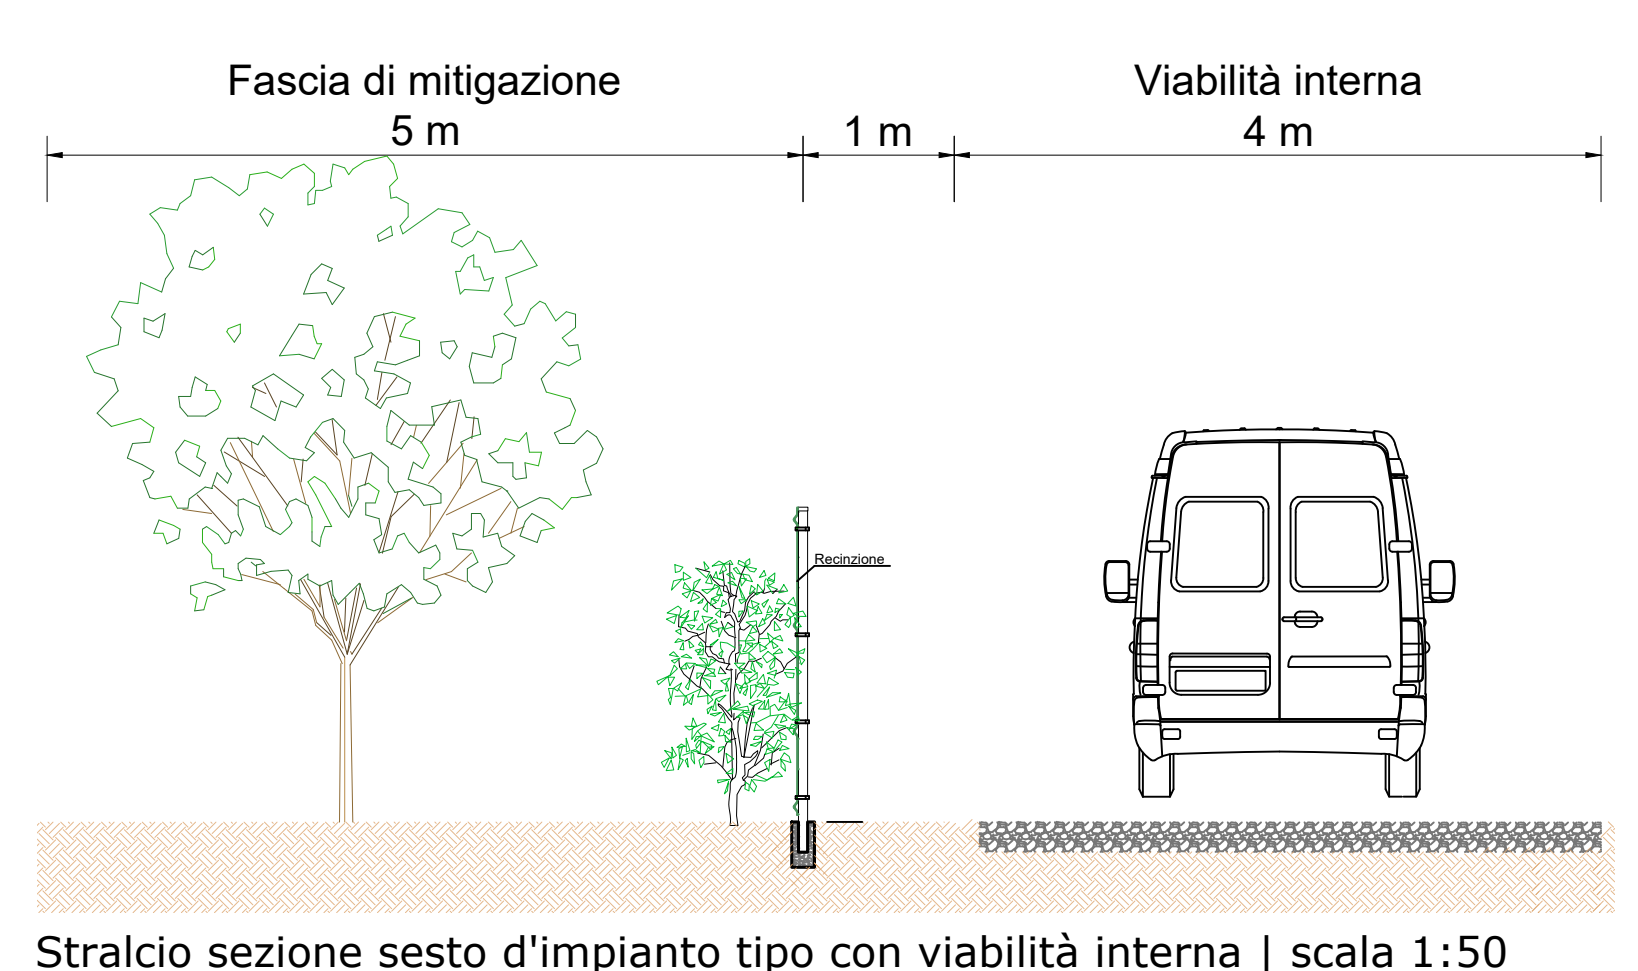 Fascia di mitigazione
5 m
1 m
Viabilità interna
4 m
Recinzione
Stralcio sezione sesto d'impianto tipo con viabilità interna | scala 1:50